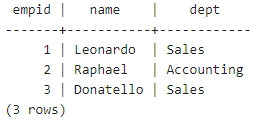 empid |   name    |    dept
-------+-----------+------------
     1 | Leonardo  | Sales
     2 | Raphael   | Accounting
     3 | Donatello | Sales
(3 rows)